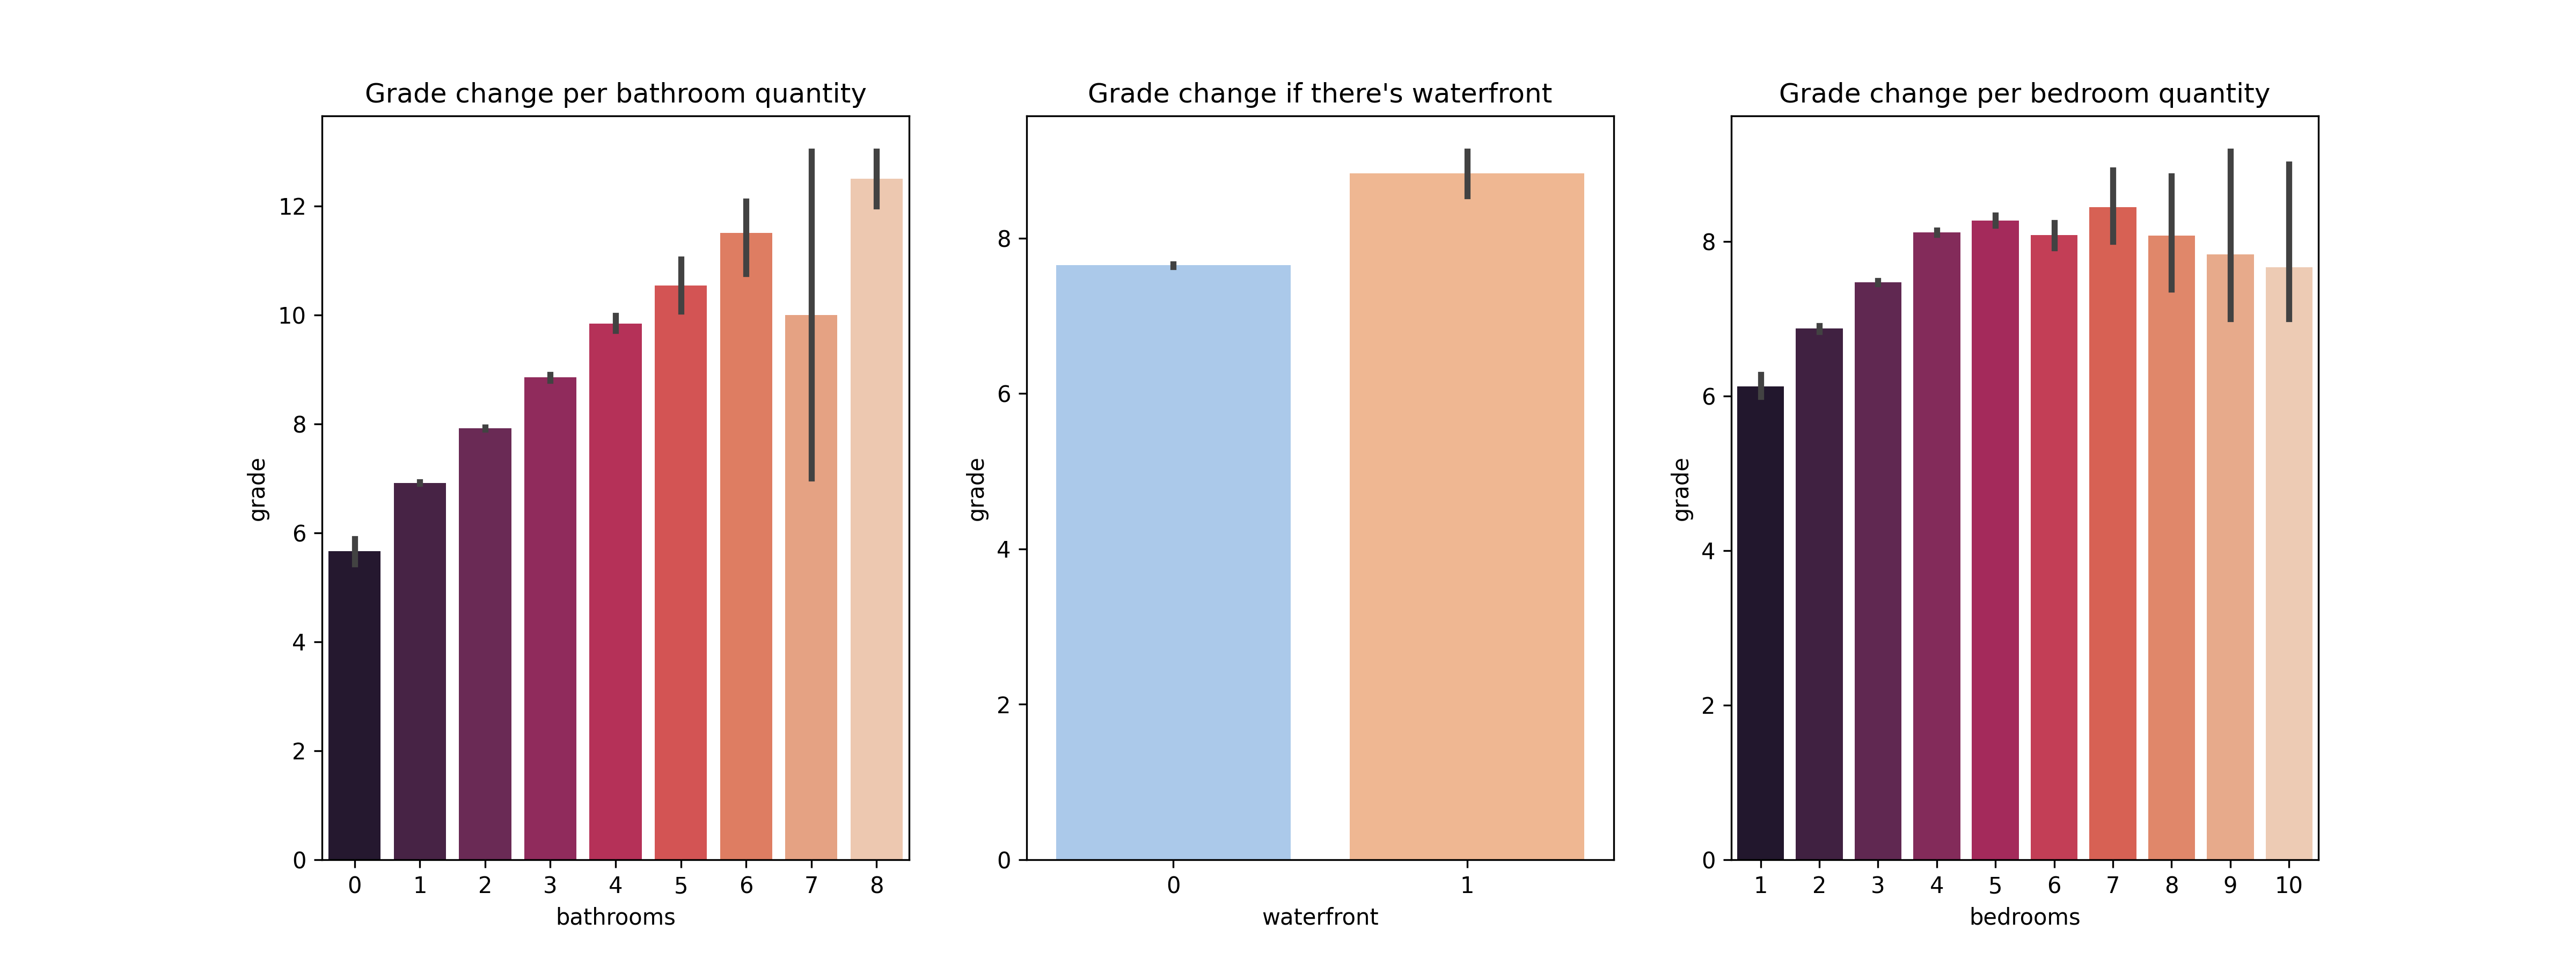 Grade change per bathroom quantity
12
10
8
6
4
2
0
grade
0 1 2 3 4 5 6 7 8
bathrooms
Grade change if there's waterfront
8
6
4
2
0
grade
0 1
waterfront
Grade change per bedroom quantity
8
6
4
2
0
grade
1 2 3 4 5 6 7 8 9 10
bedrooms